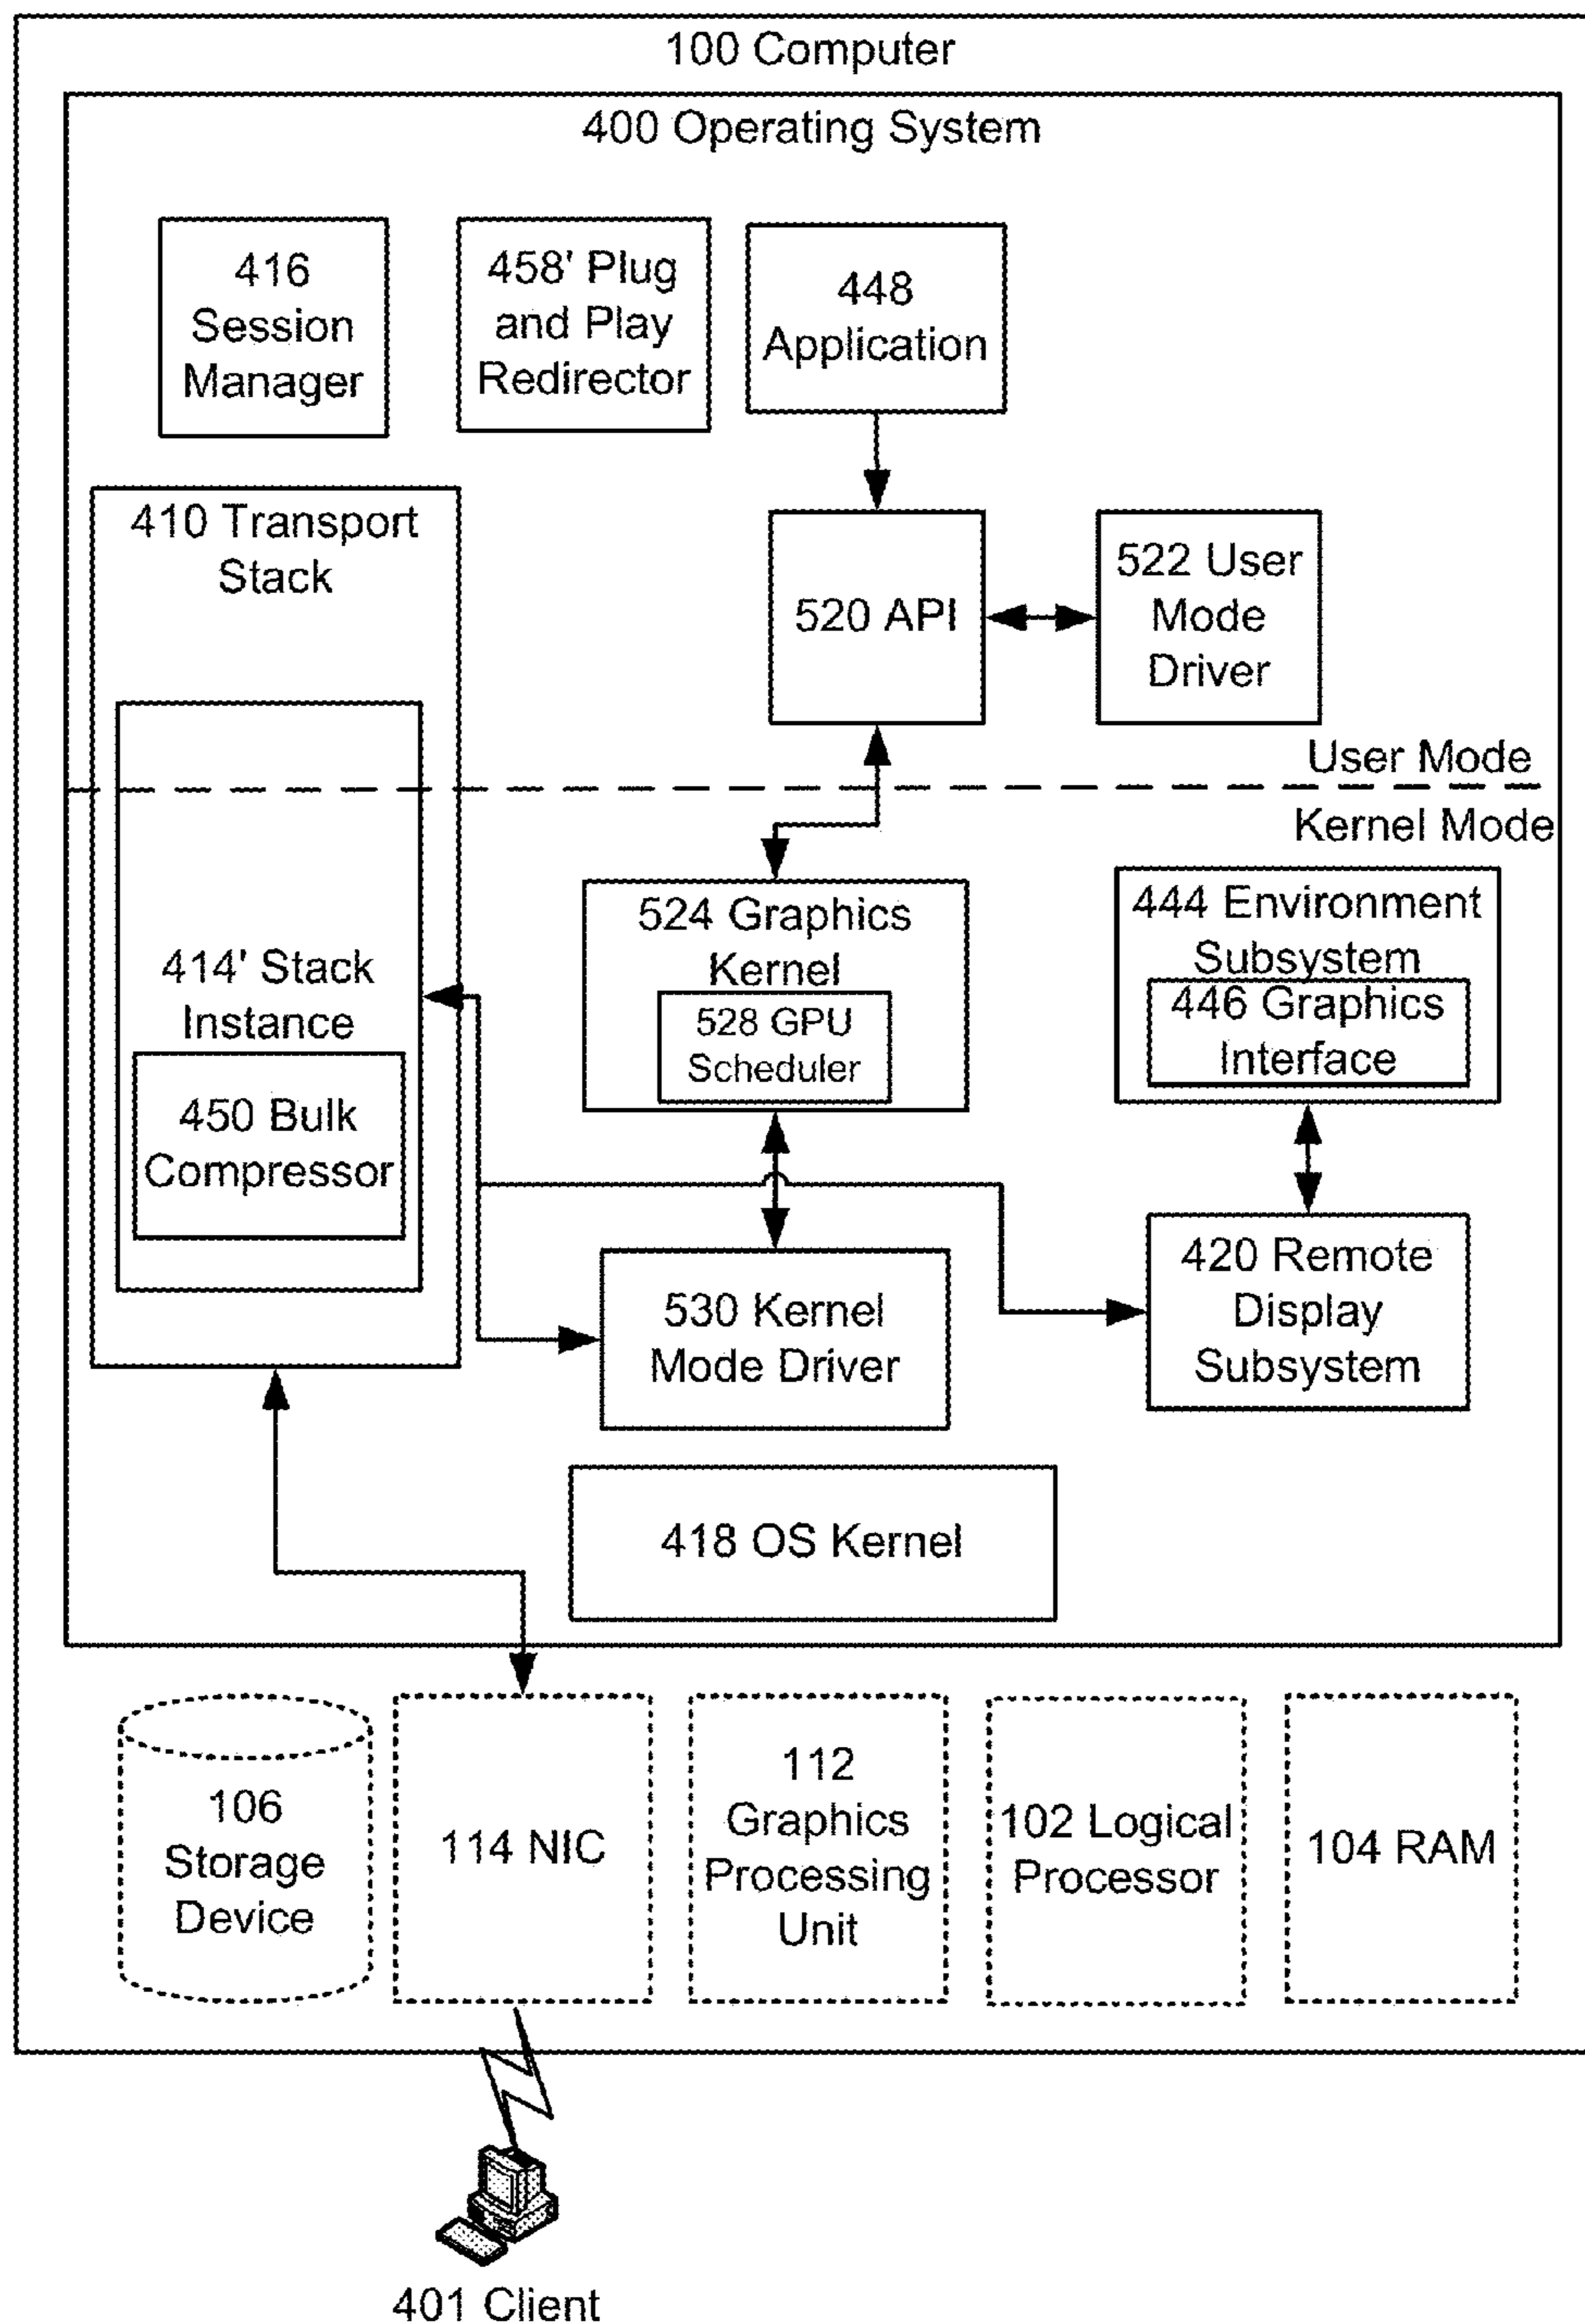 100 Computer
400 Operating System
416
Session
Manager
458' Plug
and Play
Redirector
448
Application
410 Transport
Stack
520 API
522 User
Mode
Driver
User Mode
Kernel Mode
414' Stack
Instance
450 Bulk
Compressor
524 Graphics
Kernel
528 GPU
Scheduler
444 Environment
Subsystem
446 Graphics
Interface
530 Kernel
Mode Driver
420 Remote
Display
Subsystem
418 OS Kernel
106
Storage
Device
114 NIC
112
Graphics
Processing
Unit
102 Logical
Processor
104 RAM
401 Client